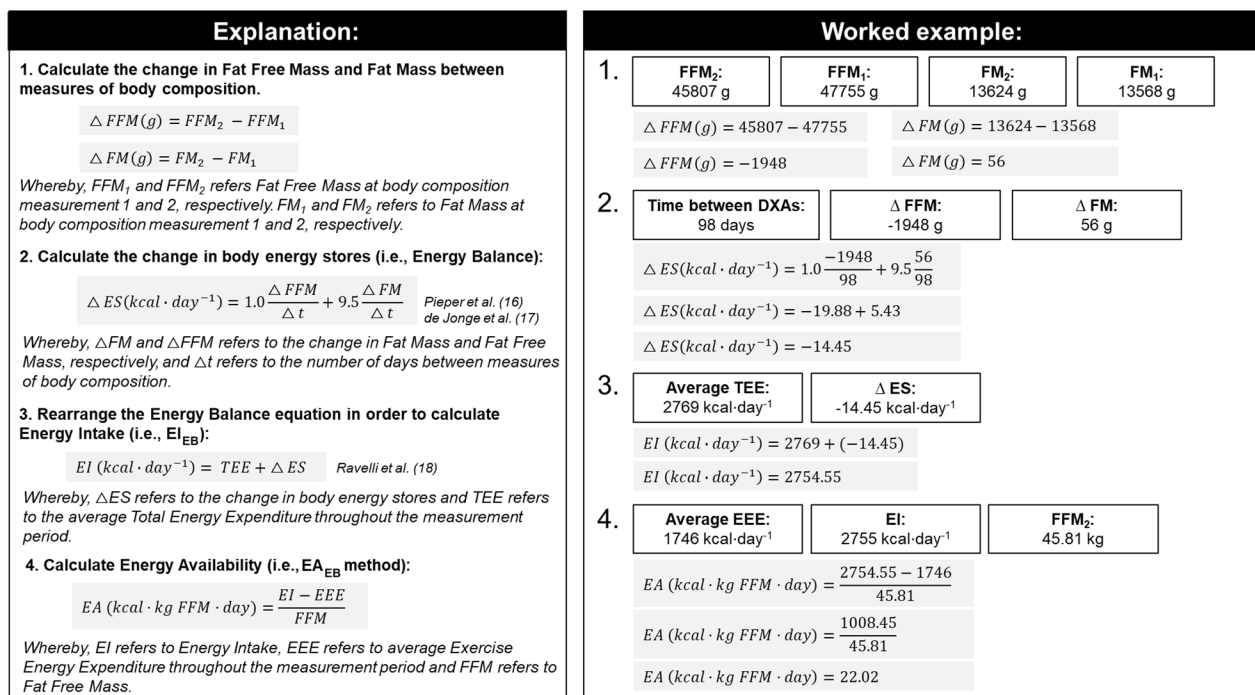 Explanation:
1. Calculate the change in Fat Free Mass and Fat Mass between
measures of body composition.
△ FFM(g) = FFM₂ − FFM₁
△ FM(g) = FM₂ − FM₁
Whereby, FFM₁ and FFM₂ refers Fat Free Mass at body composition
measurement 1 and 2, respectively. FM₁ and FM₂ refers to Fat Mass at
body composition measurement 1 and 2, respectively.
2. Calculate the change in body energy stores (i.e., Energy Balance):
△ ES(kcal · day⁻¹) = 1.0 △ FFM / △ t + 9.5 △ FM / △ t
Pieper et al. (16)
de Jonge et al. (17)
Whereby, △FM and △FFM refers to the change in Fat Mass and Fat Free
Mass, respectively, and △t refers to the number of days between measures
of body composition.
3. Rearrange the Energy Balance equation in order to calculate
Energy Intake (i.e., EI_EB):
EI (kcal · day⁻¹) = TEE + △ ES Ravelli et al. (18)
Whereby, △ES refers to the change in body energy stores and TEE refers
to the average Total Energy Expenditure throughout the measurement
period.
4. Calculate Energy Availability (i.e., EA_EB method):
EA (kcal · kg FFM · day) = EI − EEE / FFM
Whereby, EI refers to Energy Intake, EEE refers to average Exercise
Energy Expenditure throughout the measurement period and FFM refers to
Fat Free Mass.
Worked example:
1.
FFM₂: FFM₁: FM₂: FM₁:
45807 g 47755 g 13624 g 13568 g
△ FFM(g) = 45807 − 47755 △ FM(g) = 13624 − 13568
△ FFM(g) = −1948 △ FM(g) = 56
2.
Time between DXAs: Δ FFM: Δ FM:
98 days -1948 g 56 g
△ ES(kcal · day⁻¹) = 1.0 −1948 / 98 + 9.5 56 / 98
△ ES(kcal · day⁻¹) = −19.88 + 5.43
△ ES(kcal · day⁻¹) = −14.45
3.
Average TEE: Δ ES:
2769 kcal·day⁻¹ -14.45 kcal·day⁻¹
EI (kcal · day⁻¹) = 2769 + (−14.45)
EI (kcal · day⁻¹) = 2754.55
4.
Average EEE: EI: FFM₂:
1746 kcal·day⁻¹ 2755 kcal·day⁻¹ 45.81 kg
EA (kcal · kg FFM · day) = 2754.55 − 1746 / 45.81
EA (kcal · kg FFM · day) = 1008.45 / 45.81
EA (kcal · kg FFM · day) = 22.02